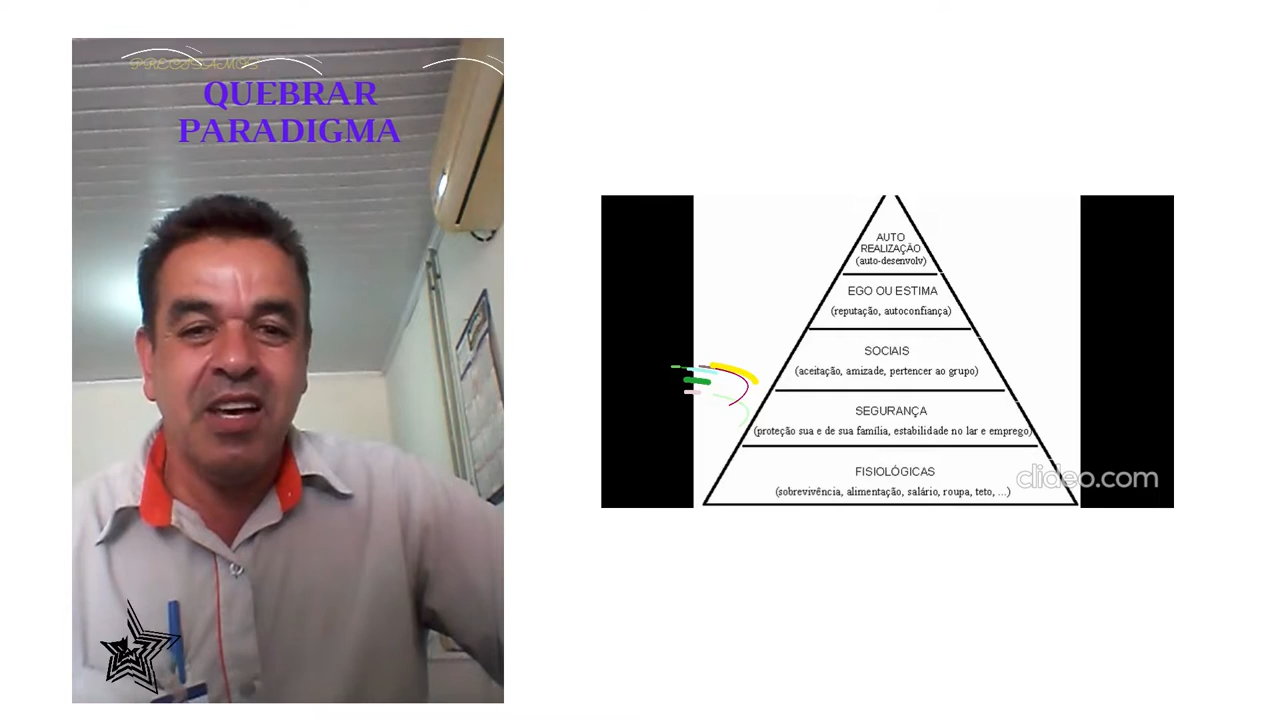 PRECISAMOS
QUEBRAR
PARADIGMA
AUTO
REALIZAÇÃO
(auto-desenvolv)
EGO OU ESTIMA
(reputação, autoconfiança)
SOCIAIS
(aceitação, amizade, pertencer ao grupo)
SEGURANÇA
(proteção sua e de sua família, estabilidade no lar e emprego)
FISIOLÓGICAS
(sobrevivência, alimentação, salário, roupa, teto, ...)
clideo.com